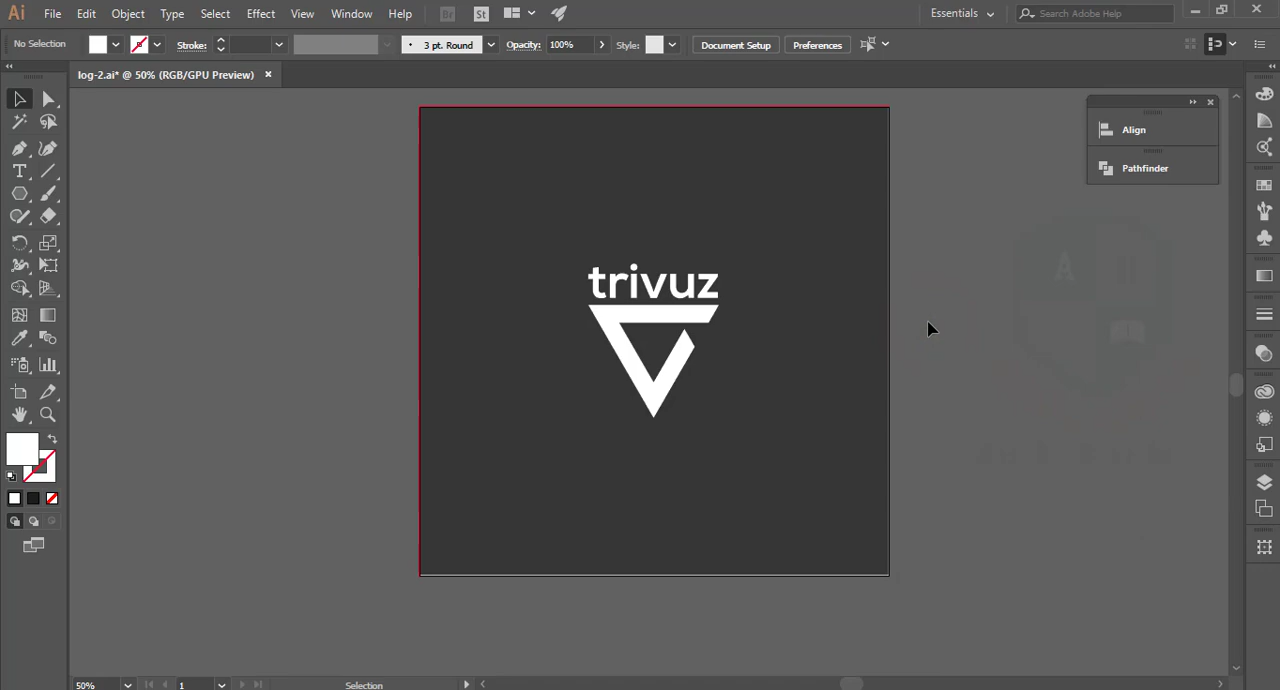 Ai File Edit Object Type Select Effect View Window Help Br St Essentials Search Adobe Help
No Selection Stroke: 3 pt. Round Opacity: 100% Style: Document Setup Preferences
log-2.ai* @ 50% (RGB/GPU Preview)
Align
Pathfinder
trivuz
50% 1 Selection